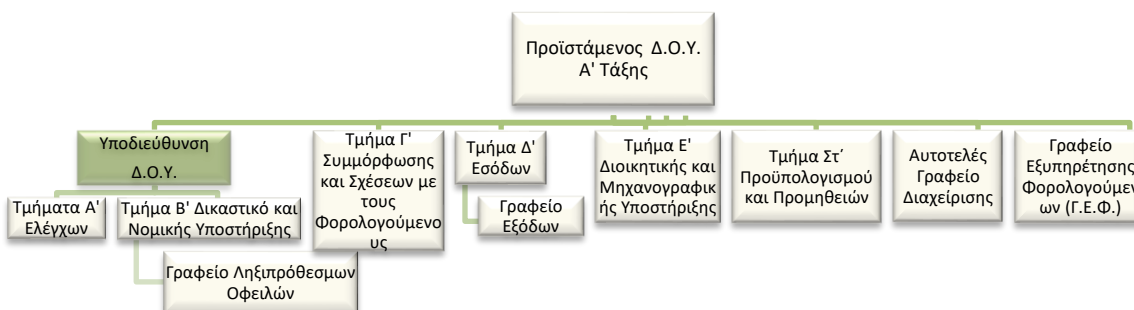 Προϊστάμενος Δ.Ο.Υ.
Α' Τάξης
Υποδιεύθυνση
Δ.Ο.Υ.
Τμήμα Γ'
Συμμόρφωσης
και Σχέσεων με
τους
Φορολογούμενο
υς
Τμήμα Δ'
Εσόδων
Τμήμα Ε'
Διοικητικής και
Μηχανογραφικ
ής Υποστήριξης
Τμήμα Στ΄
Προϋπολογισμού
και Προμηθειών
Αυτοτελές
Γραφείο
Διαχείρισης
Γραφείο
Εξυπηρέτησης
Φορολογούμεν
ων (Γ.Ε.Φ.)
Τμήματα Α'
Ελέγχων
Τμήμα Β' Δικαστικό και
Νομικής Υποστήριξης
Γραφείο
Εξόδων
Γραφείο Ληξιπρόθεσμων
Οφειλών